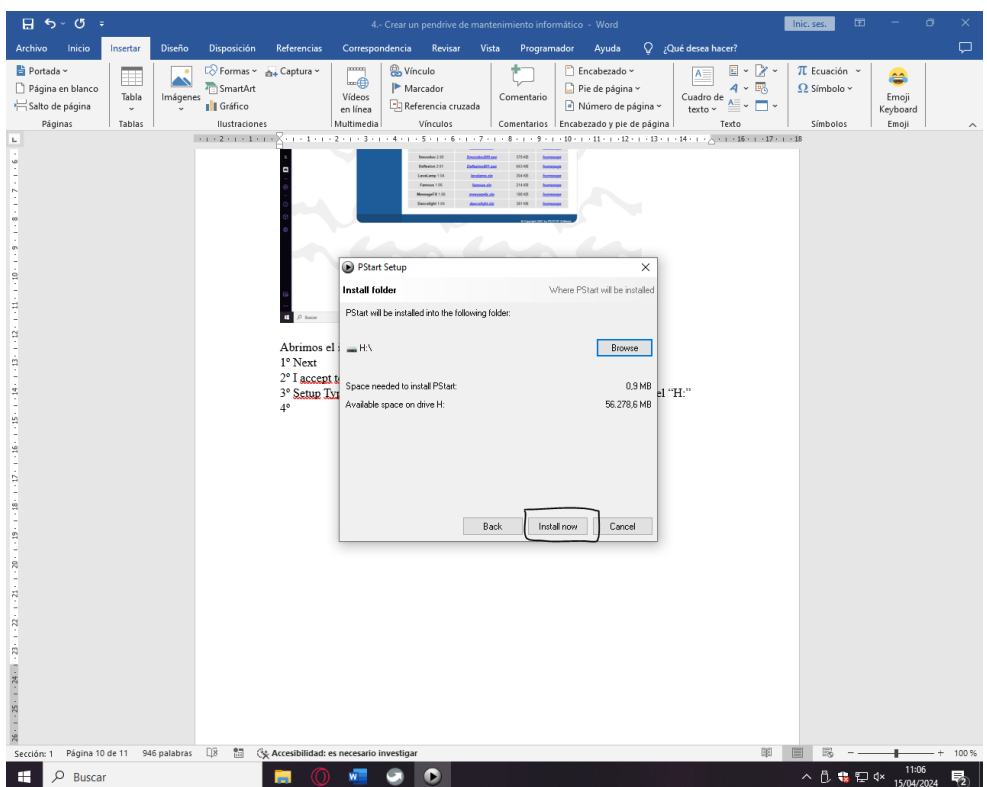 4.- Crear un pendrive de mantenimiento informático - Word
Inic. ses.
Archivo Inicio Insertar Diseño Disposición Referencias Correspondencia Revisar Vista Programador Ayuda ¿Qué desea hacer?
Portada
Página en blanco
Salto de página
Páginas
Tabla
Tablas
Imágenes
Formas
SmartArt
Gráfico
Captura
Ilustraciones
Vídeos
en línea
Multimedia
Vínculo
Marcador
Referencia cruzada
Vínculos
Comentario
Comentarios
Encabezado
Pie de página
Número de página
Encabezado y pie de página
Cuadro de
texto
Texto
Ecuación
Símbolo
Símbolos
Emoji
Keyboard
Emoji
PStart Setup
Install folder
Where PStart will be installed
PStart will be installed into the following folder:
H:\
Browse
Space needed to install PStart: 0,9 MB
Available space on drive H: 56.278,6 MB
Back Install now Cancel
Abrimos el
1º Next
2º I accept
3º Setup
el “H:”
4º
Sección: 1 Página 10 de 11 946 palabras Accesibilidad: es necesario investigar 100 %
Buscar
11:06
15/04/2024